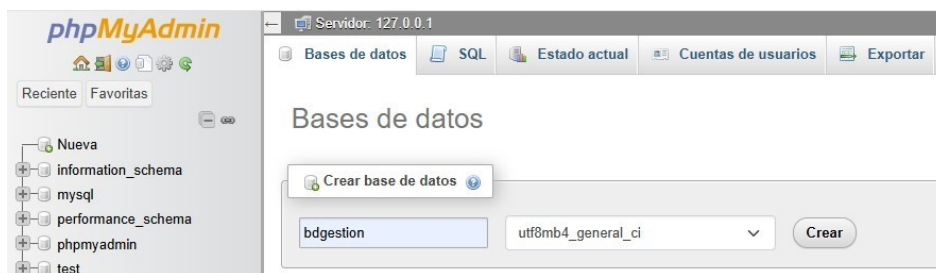 phpMyAdmin
Reciente Favoritas
Nueva
information_schema
mysql
performance_schema
phpmyadmin
test
Servidor: 127.0.0.1
Bases de datos SQL Estado actual Cuentas de usuarios Exportar
Bases de datos
Crear base de datos
bdgestion utf8mb4_general_ci Crear